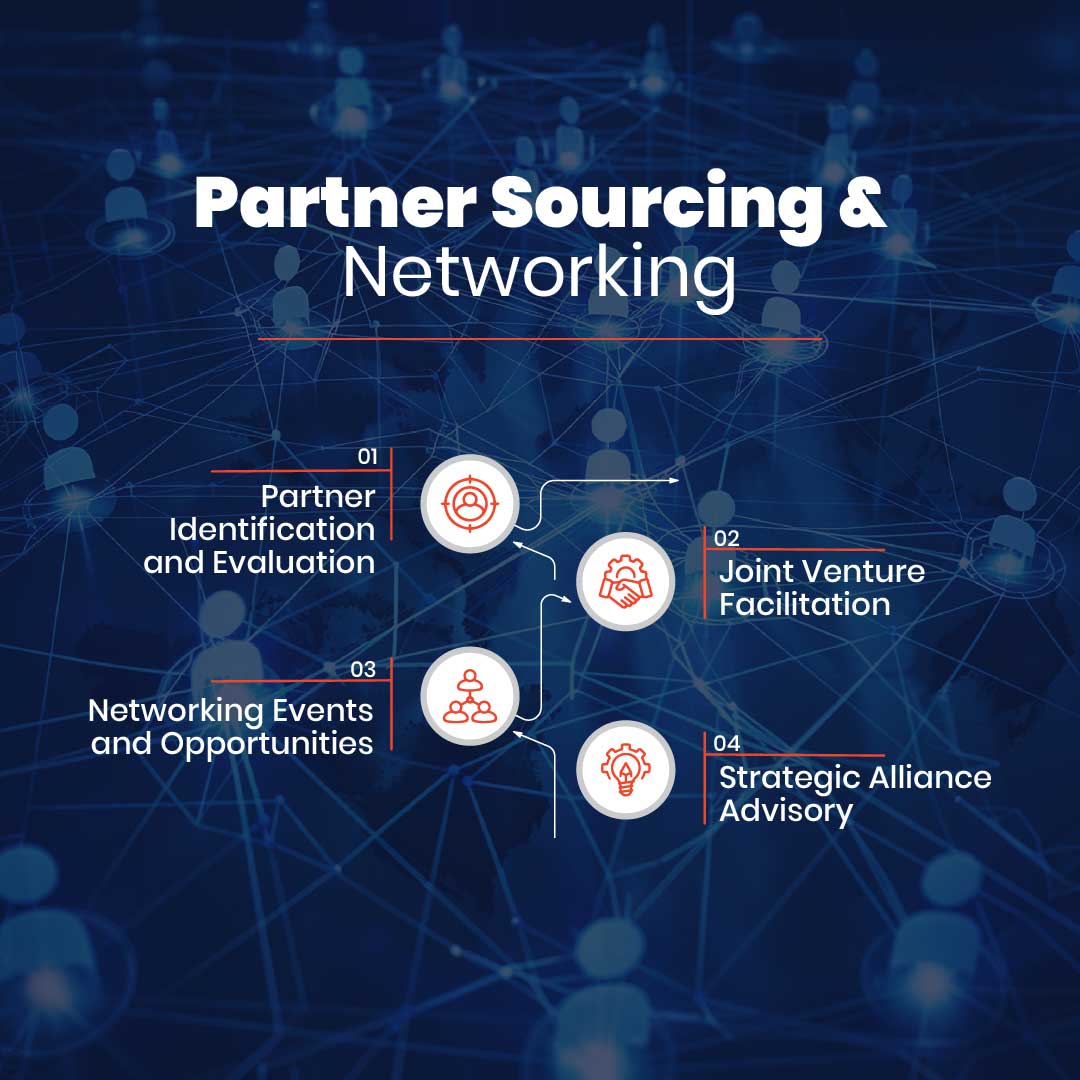 Partner Sourcing &
Networking
01
Partner
Identification
and Evaluation
02
Joint Venture
Facilitation
03
Networking Events
and Opportunities
04
Strategic Alliance
Advisory